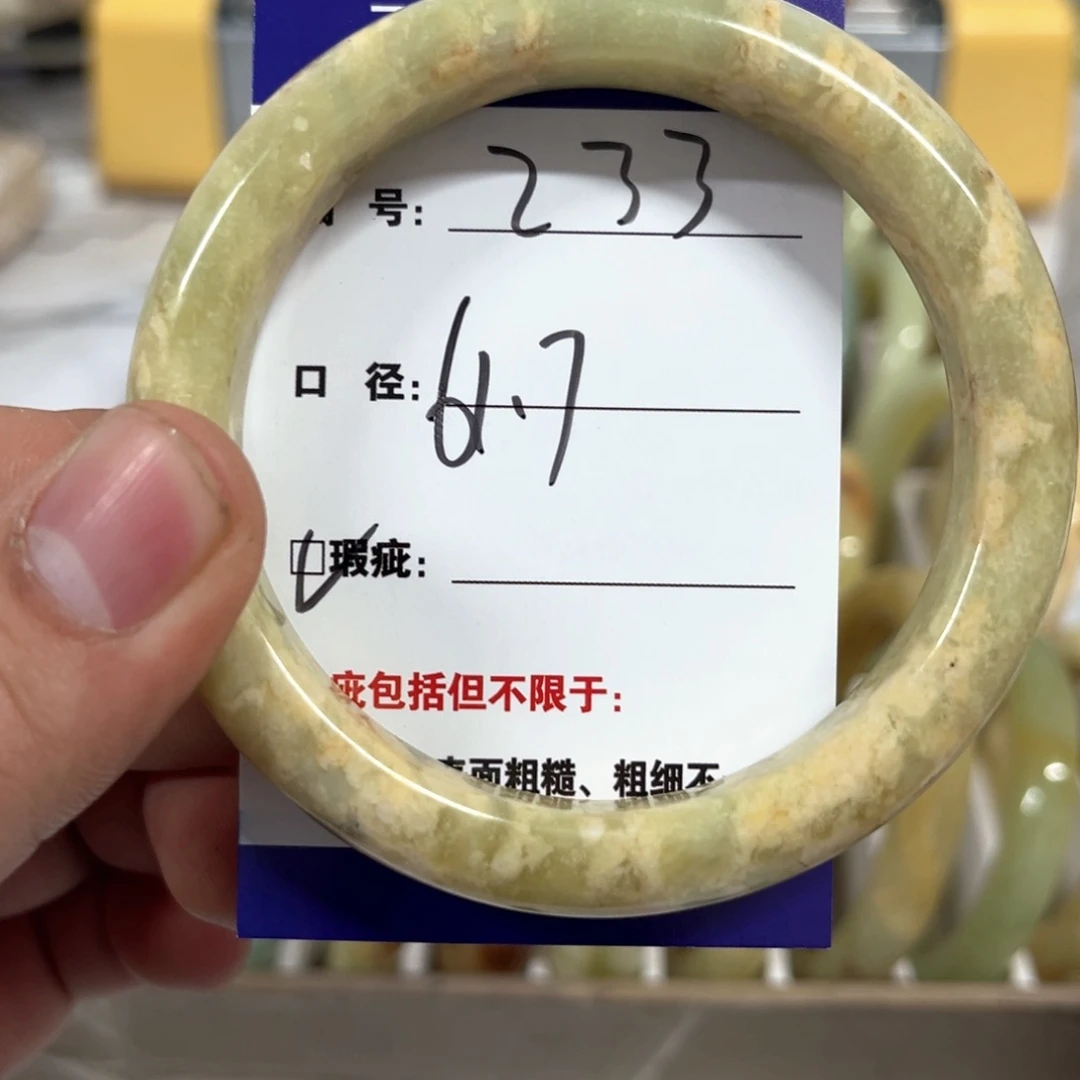 号: 233
口 径: 61.7
□瑕疵:
疵包括但不限于:
表面粗糙、粗细不